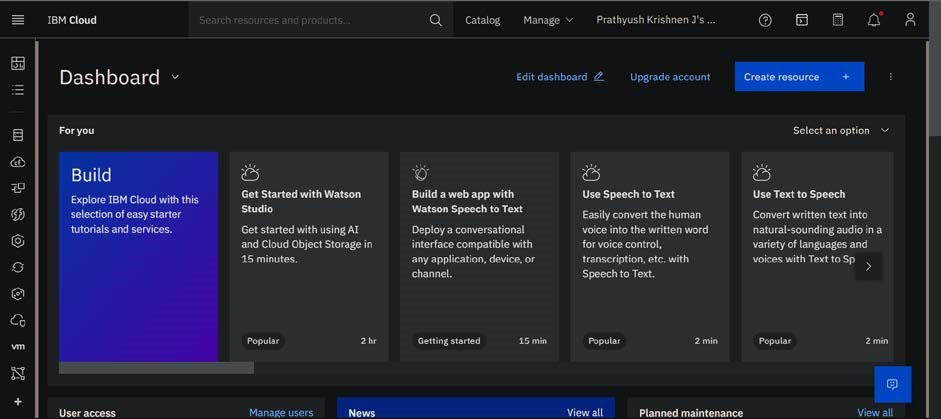 IBM Cloud
Search resources and products...
Catalog
Manage
Prathyush Krishnen J's ...
Dashboard
Edit dashboard
Upgrade account
Create resource +
For you
Select an option
Build
Explore IBM Cloud with this
selection of easy starter
tutorials and services.
Get Started with Watson
Studio
Get started with using AI
and Cloud Object Storage in
15 minutes.
Popular
2 hr
Build a web app with
Watson Speech to Text
Deploy a conversational
interface compatible with
any application, device, or
channel.
Getting started
15 min
Use Speech to Text
Easily convert the human
voice into the written word
for voice control,
transcription, etc. with
Speech to Text.
Popular
2 min
Use Text to Speech
Convert written text into
natural-sounding audio in a
variety of languages and
voices with Text to Sp
Popular
2 min
vm
User access
Manage users
News
View all
Planned maintenance
View all